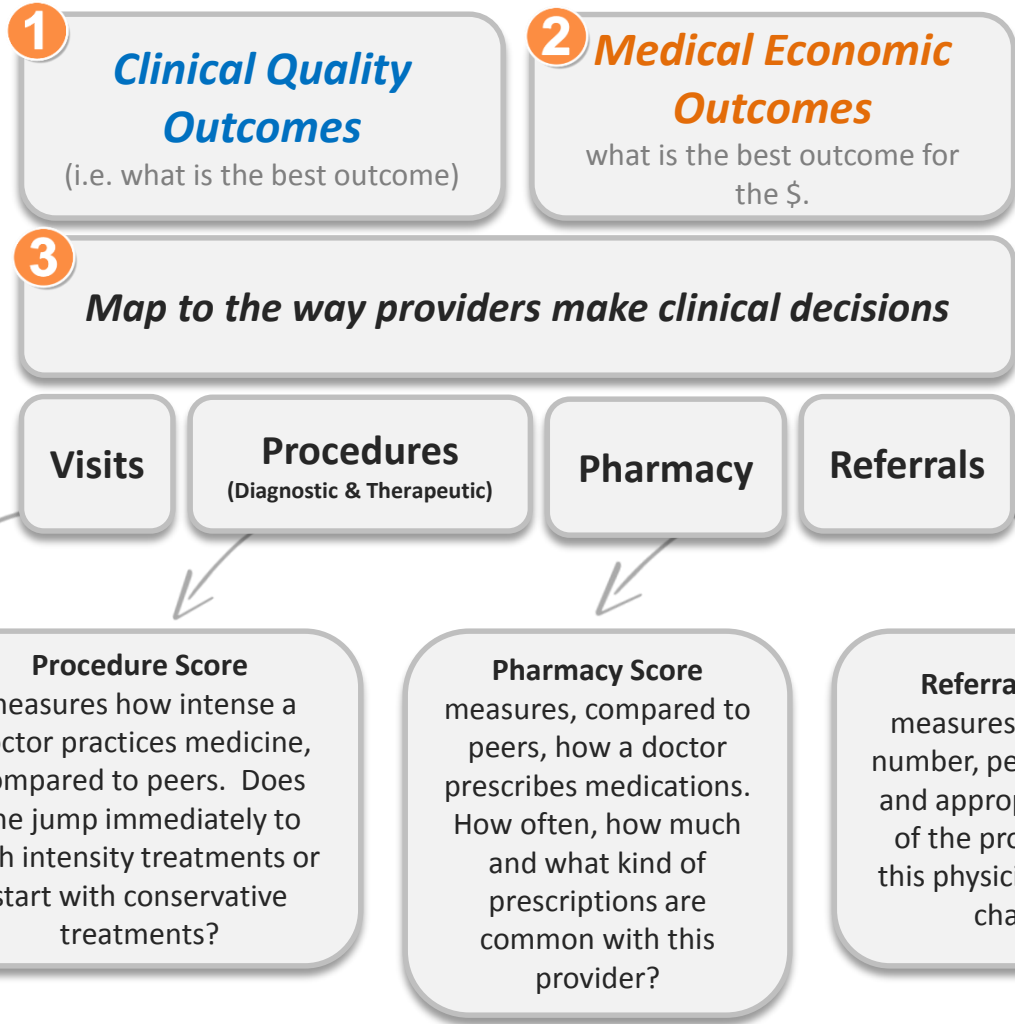 1
Clinical Quality
Outcomes
(i.e. what is the best outcome)
2
Medical Economic
Outcomes
what is the best outcome for
the $.
3
Map to the way providers make clinical decisions
Visits
Procedures
(Diagnostic & Therapeutic)
Pharmacy
Referrals
Procedure Score
measures how intense a
practices medicine,
compared to peers. Does
jump immediately to
intensity treatments or
start with conservative
treatments?
Pharmacy Score
measures, compared to
peers, how a doctor
prescribes medications.
How often, how much
and what kind of
prescriptions are
common with this
provider?
measures
number,
and
of the
this